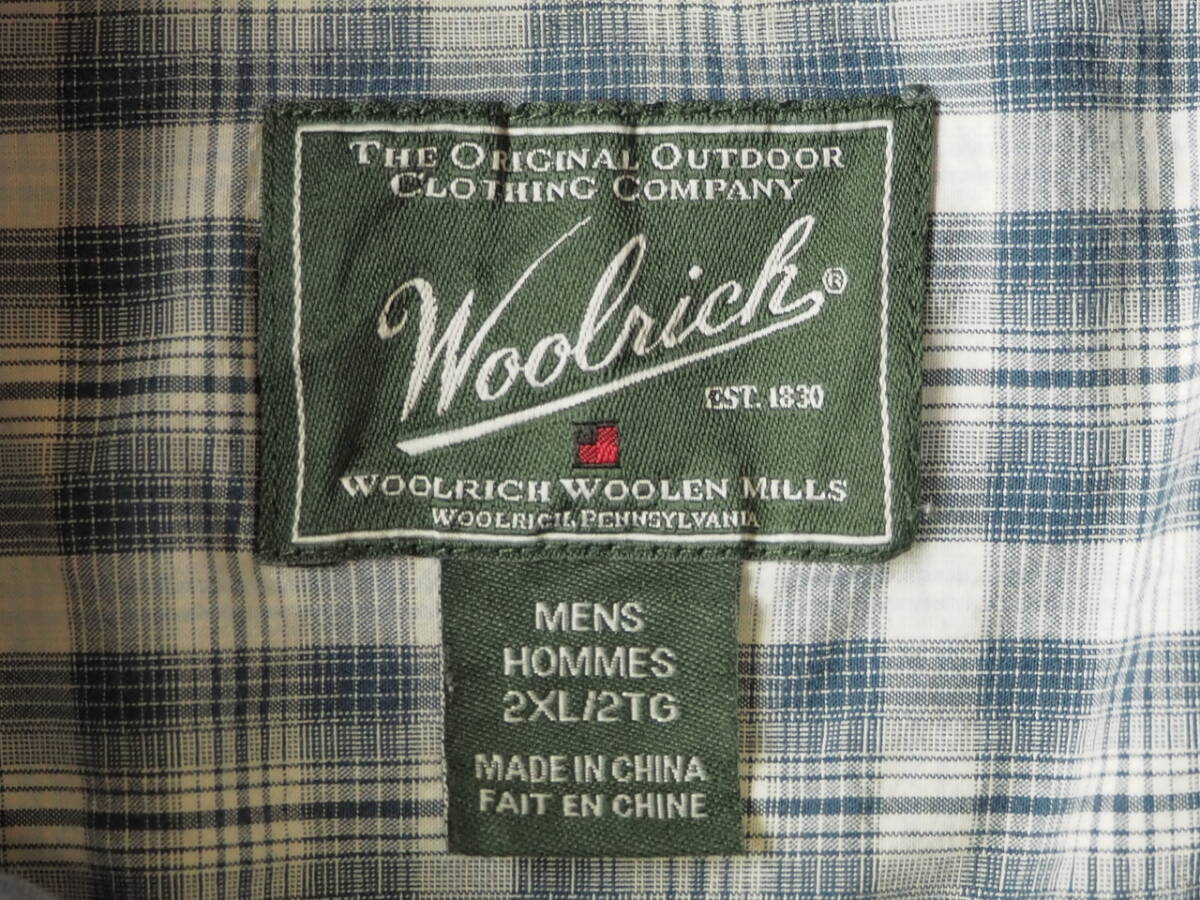 THE ORIGINAL OUTDOOR
CLOTHING COMPANY
Woolrich®
EST. 1830
WOOLRICH WOOLEN MILLS
WOOLRICH, PENNSYLVANIA
MENS
HOMMES
2XL/2TG
MADE IN CHINA
FAIT EN CHINE